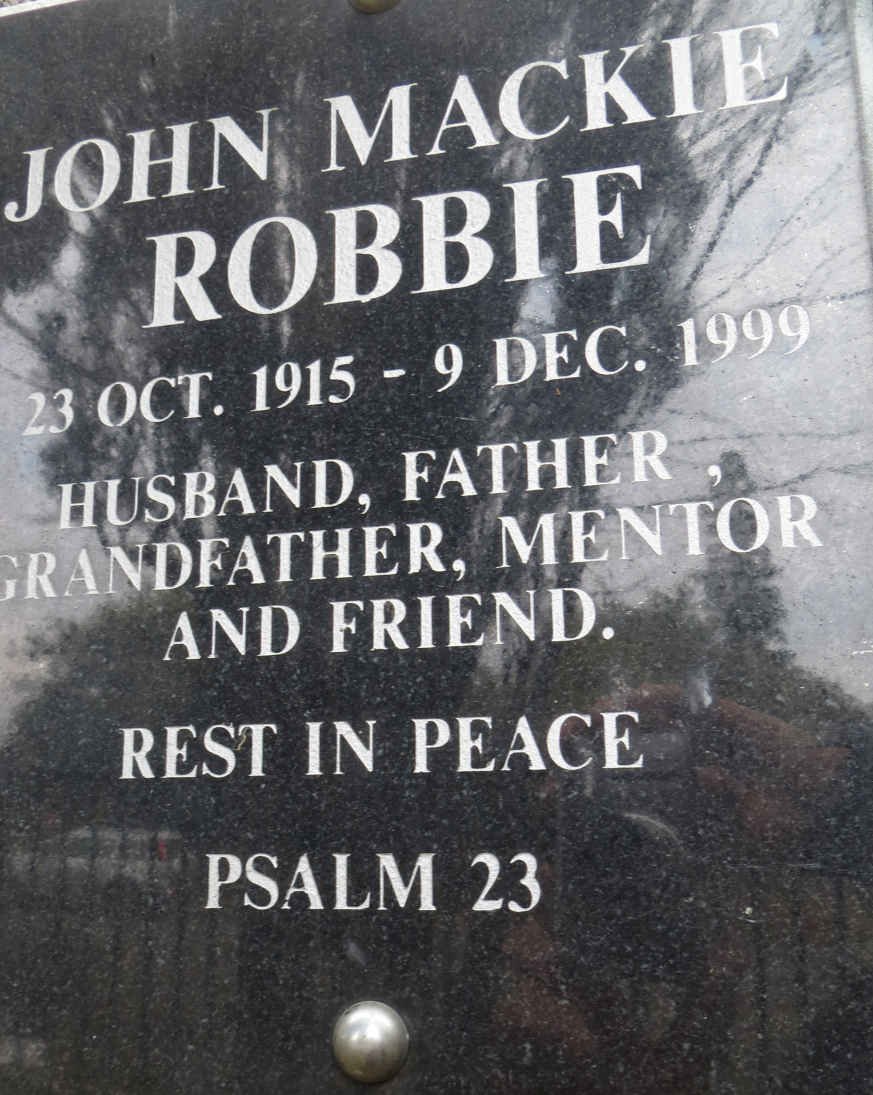 JOHN MACKIE
ROBBIE
23 OCT. 1915 - 9 DEC. 1999
HUSBAND, FATHER ,
GRANDFATHER, MENTOR
AND FRIEND.
REST IN PEACE
PSALM 23